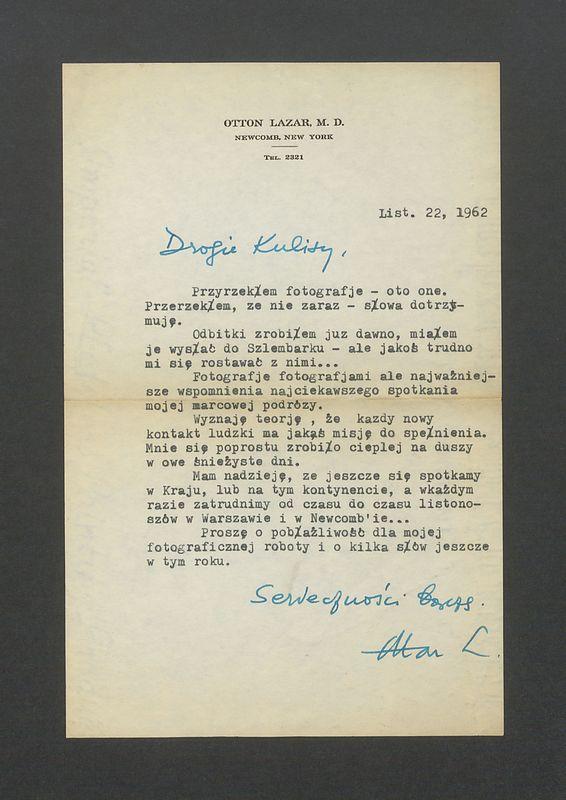 OTTON LAZAR, M. D.
NEWCOMB, NEW YORK
TEL. 2321
List. 22, 1962
Drogie Kulisy,
Przyrzekłem fotografje - oto one.
Przerzekłem, ze nie zaraz - słowa dotrzy-
muję.
Odbitki zrobiłem juz dawno, miałem
je wysłać do Szlembarku - ale jakoś trudno
mi się rostawać z nimi...
Fotografje fotografjami ale najważniej-
sze wspomnienia najciekawszego spotkania
mojej marcowej podróży.
Wyznaję teorję , że kazdy nowy
kontakt ludzki ma jakąś misję do spełnienia.
Mnie się poprostu zrobiło cieplej na duszy
w owe śnieżyste dni.
Mam nadzieję, ze jeszcze się spotkamy
w Kraju, lub na tym kontynencie, a wkażdym
razie zatrudnimy od czasu do czasu listono-
szów w Warszawie i w Newcomb'ie...
Proszę o pobłażliwość dla mojej
fotograficznej roboty i o kilka słów jeszcze
w tym roku.
Serdeczności
L.